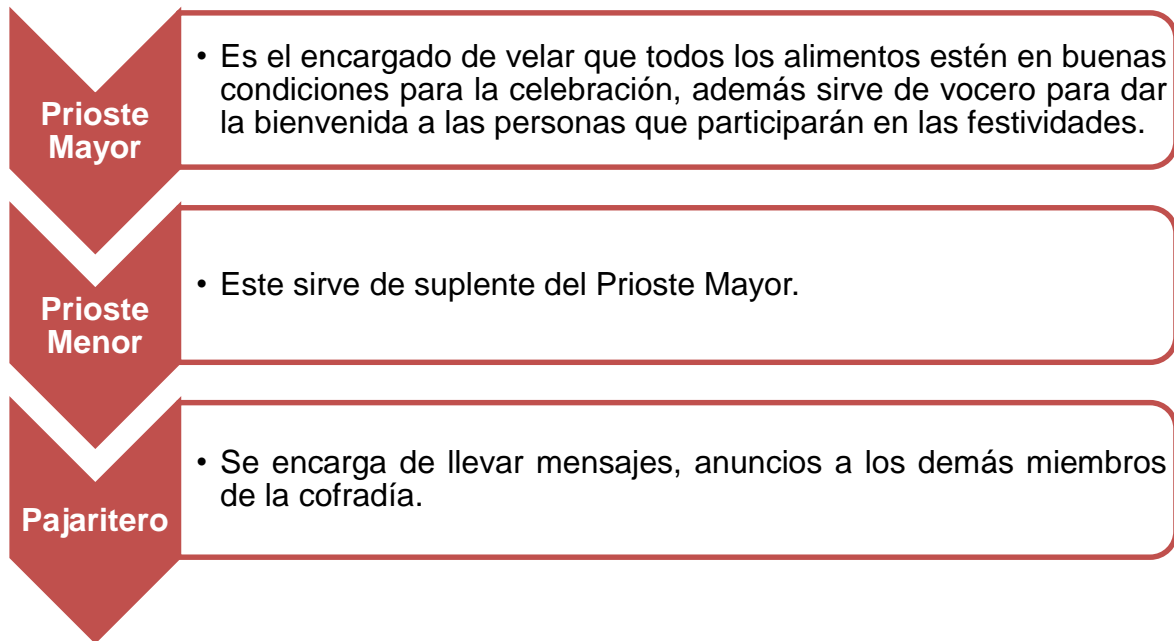 Prioste
Mayor
• Es el encargado de velar que todos los alimentos estén en buenas
condiciones para la celebración, además sirve de vocero para dar
la bienvenida a las personas que participarán en las festividades.
Prioste
Menor
• Este sirve de suplente del Prioste Mayor.
Pajaritero
• Se encarga de llevar mensajes, anuncios a los demás miembros
de la cofradía.